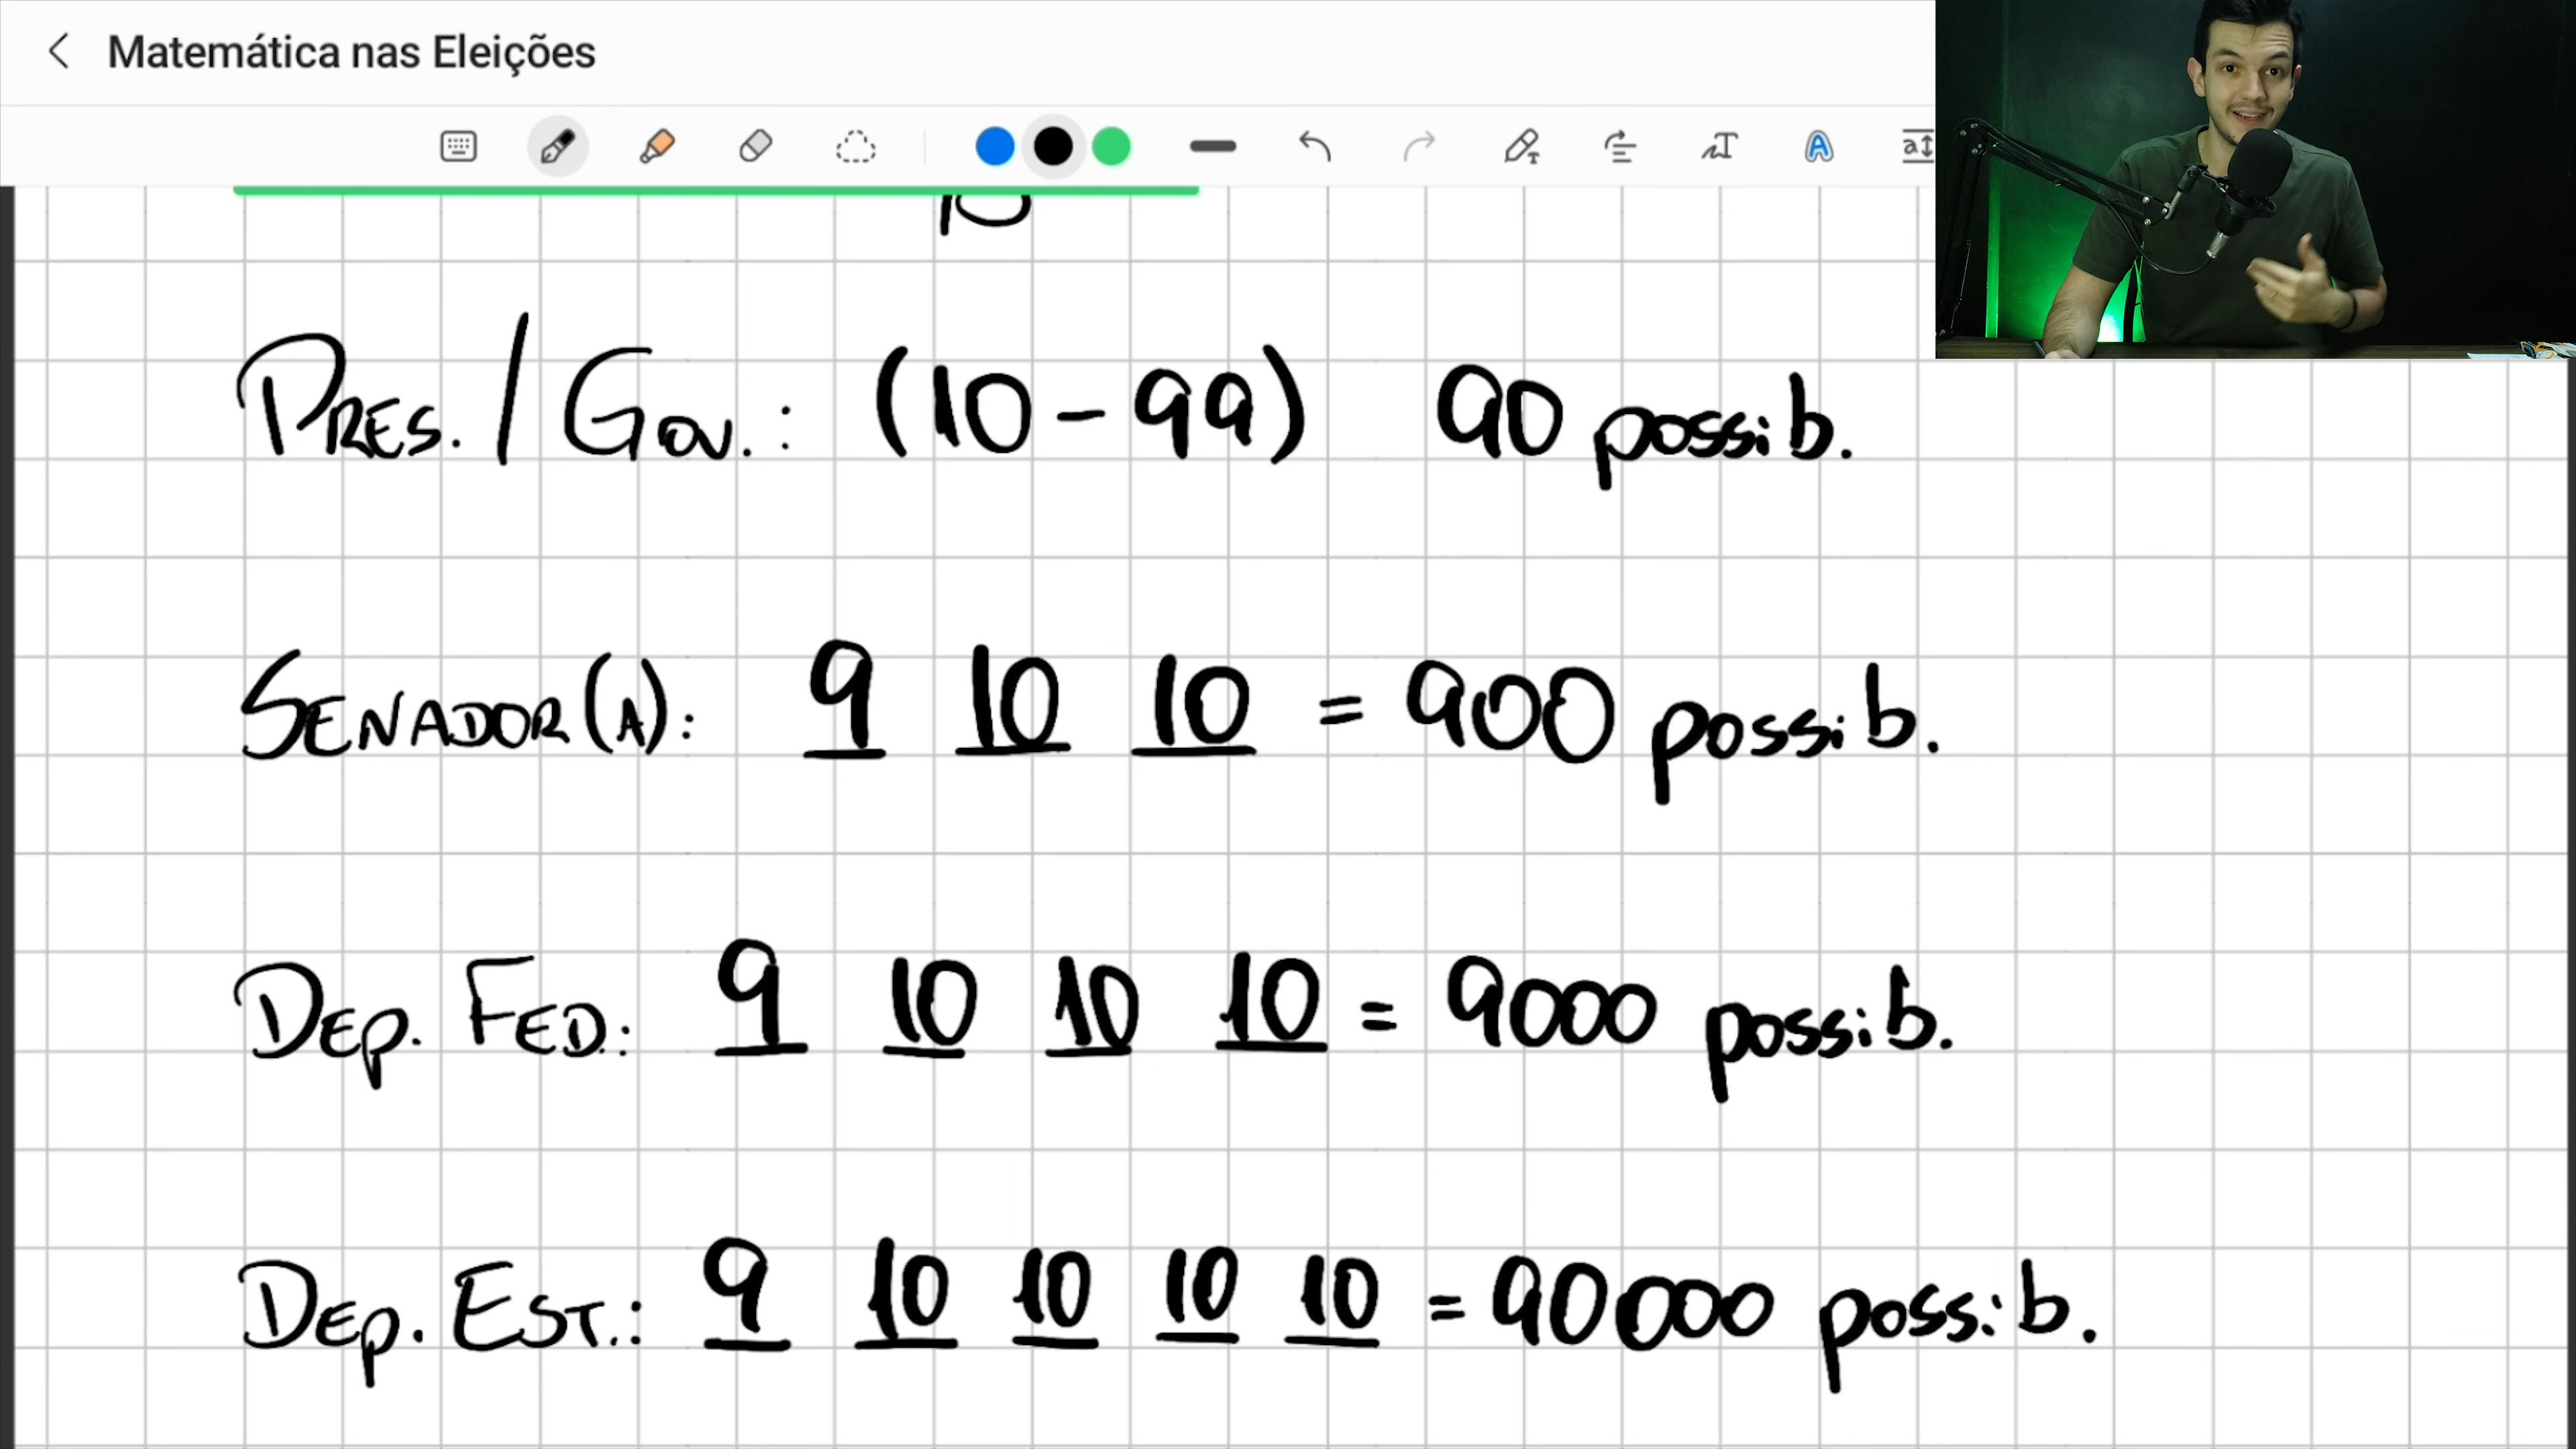 Matemática nas Eleições
PRES. / GOV.: (10 - 99) 90 possib.
SENADOR(A): 9 10 10 = 900 possib.
DEP. FED.: 9 10 10 10 = 9000 possib.
DEP. EST.: 9 10 10 10 10 = 90000 possib.